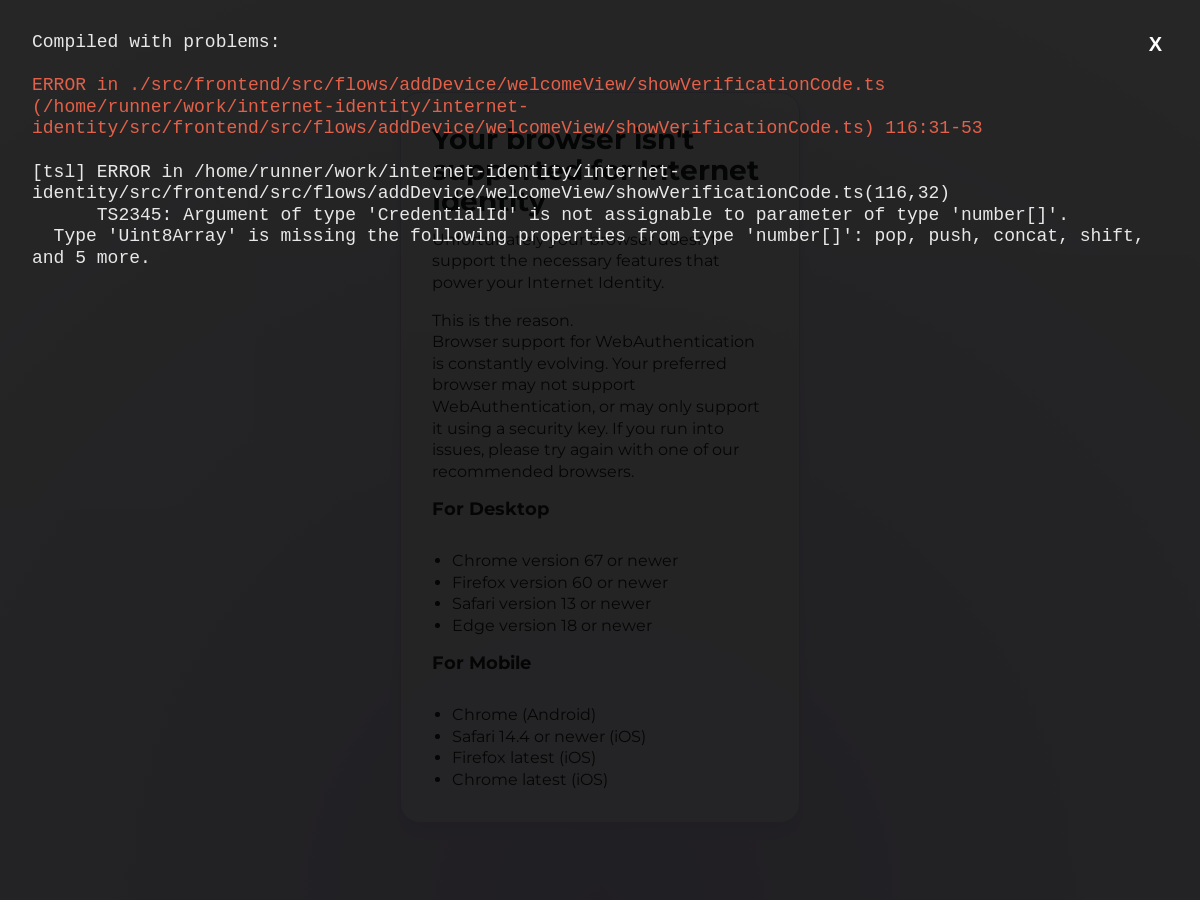 Compiled with problems:
X
ERROR in ./src/frontend/src/flows/addDevice/welcomeView/showVerificationCode.ts
(/home/runner/work/internet-identity/internet-
identity/src/frontend/src/flows/addDevice/welcomeView/showVerificationCode.ts) 116:31-53
[tsl] ERROR in /home/runner/work/internet-identity/internet-
identity/src/frontend/src/flows/addDevice/welcomeView/showVerificationCode.ts(116,32)
TS2345: Argument of type 'CredentialId' is not assignable to parameter of type 'number[]'.
Type 'Uint8Array' is missing the following properties from type 'number[]': pop, push, concat, shift,
and 5 more.
Your browser isn't
supported for Internet
Identity
Unfortunately your browser doesn't
support the necessary features that
power your Internet Identity.
This is the reason.
Browser support for WebAuthentication
is constantly evolving. Your preferred
browser may not support
WebAuthentication, or may only support
it using a security key. If you run into
issues, please try again with one of our
recommended browsers.
For Desktop
• Chrome version 67 or newer
• Firefox version 60 or newer
• Safari version 13 or newer
• Edge version 18 or newer
For Mobile
• Chrome (Android)
• Safari 14.4 or newer (iOS)
• Firefox latest (iOS)
• Chrome latest (iOS)